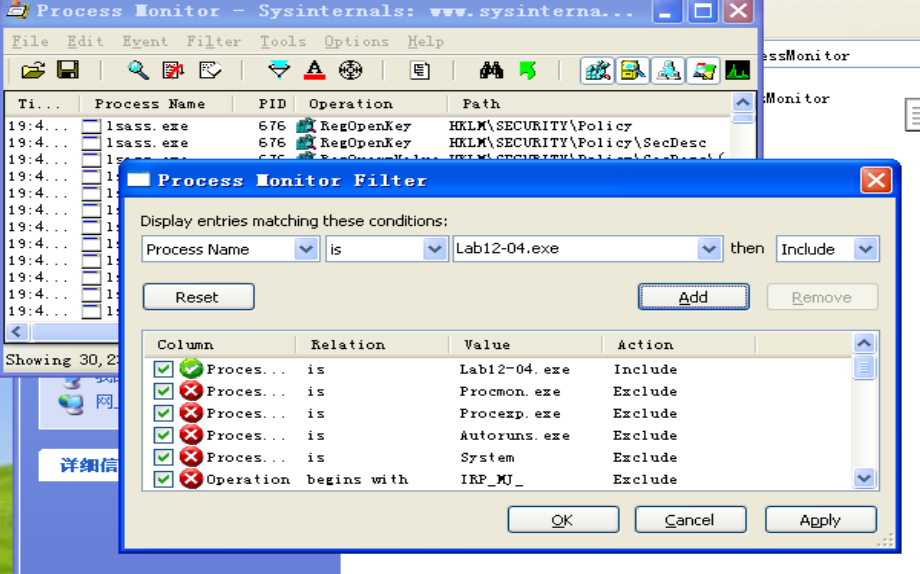 Process Monitor - Sysinternals: www.sysinterna...
File Edit Event Filter Tools Options Help
essMonitor
Monitor
Ti... Process Name PID Operation Path
19:4... lsass.exe 676 RegOpenKey HKLM\SECURITY\Policy
19:4... lsass.exe 676 RegOpenKey HKLM\SECURITY\Policy\SecDesc
19:4...
19:4...
19:4...
19:4...
19:4...
19:4...
19:4...
19:4...
19:4...
19:4...
Showing 30,2
详细信
Process Monitor Filter
Display entries matching these conditions:
Process Name is Lab12-04.exe then Include
Reset Add Remove
Column Relation Value Action
Proces... is Lab12-04.exe Include
Proces... is Procmon.exe Exclude
Proces... is Procexp.exe Exclude
Proces... is Autoruns.exe Exclude
Proces... is System Exclude
Operation begins with IRP_MJ_ Exclude
OK Cancel Apply